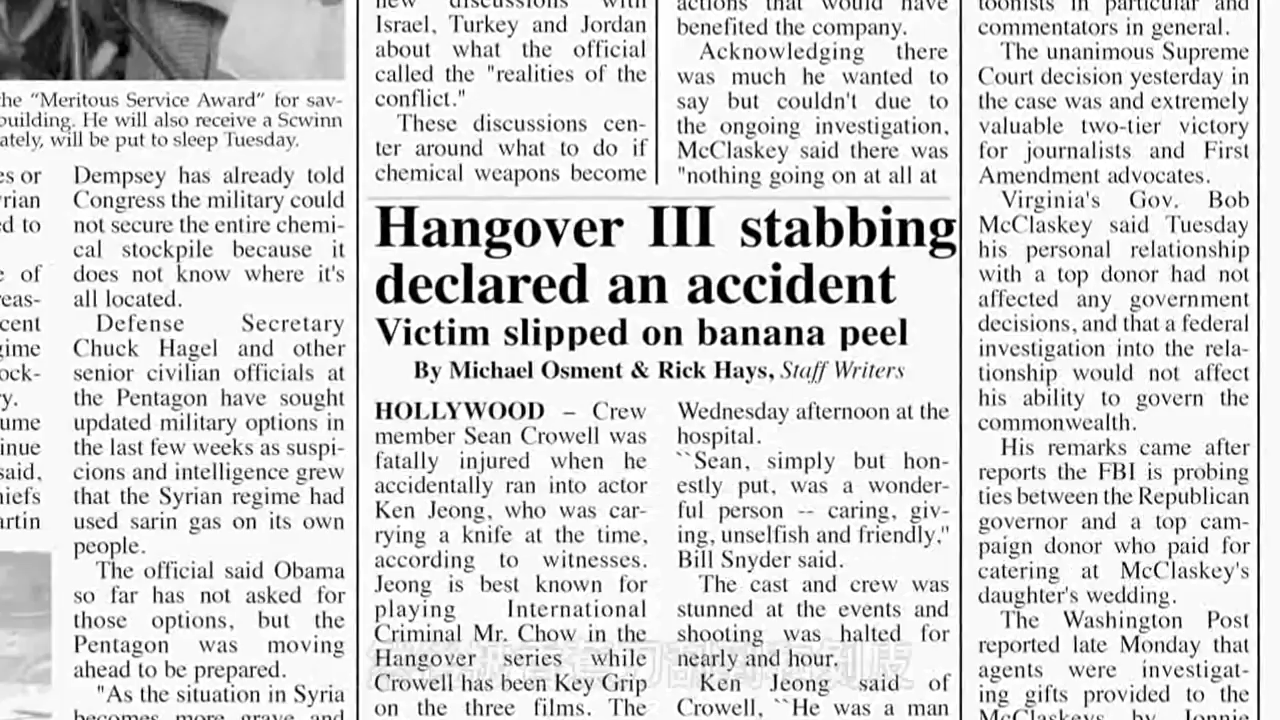 he "Meritous Service Award" for sav-
building. He will also receive a Scwinn
ately, will be put to sleep Tuesday.
es or
rian
ed to
e of
reas-
cent
gime
ock-
y.
ume
inue
said,
hiefs
artin
Dempsey has already told
Congress the military could
not secure the entire chemi-
cal stockpile because it
does not know where it's
all located.
Defense Secretary
Chuck Hagel and other
senior civilian officials at
the Pentagon have sought
updated military options in
the last few weeks as suspi-
cions and intelligence grew
that the Syrian regime had
used sarin gas on its own
people.
The official said Obama
so far has not asked for
those options, but the
Pentagon was moving
ahead to be prepared.
"As the situation in Syria
becomes more grave and
new discussions with
Israel, Turkey and Jordan
about what the official
called the "realities of the
conflict."
These discussions cen-
ter around what to do if
chemical weapons become
actions that would have
benefited the company.
Acknowledging there
was much he wanted to
say but couldn't due to
the ongoing investigation,
McClaskey said there was
"nothing going on at all at
Hangover III stabbing
declared an accident
Victim slipped on banana peel
By Michael Osment & Rick Hays, Staff Writers
HOLLYWOOD – Crew
member Sean Crowell was
fatally injured when he
accidentally ran into actor
Ken Jeong, who was car-
rying a knife at the time,
according to witnesses.
Jeong is best known for
playing International
Criminal Mr. Chow in the
Hangover series while
Crowell has been Key Grip
on the three films. The
Wednesday afternoon at the
hospital.
``Sean, simply but hon-
estly put, was a wonder-
ful person -- caring, giv-
ing, unselfish and friendly,"
Bill Snyder said.
The cast and crew was
stunned at the events and
shooting was halted for
nearly and hour.
Ken Jeong said of
Crowell, ``He was a man
toonists in particular and
commentators in general.
The unanimous Supreme
Court decision yesterday in
the case was and extremely
valuable two-tier victory
for journalists and First
Amendment advocates.
Virginia's Gov. Bob
McClaskey said Tuesday
his personal relationship
with a top donor had not
affected any government
decisions, and that a federal
investigation into the rela-
tionship would not affect
his ability to govern the
commonwealth.
His remarks came after
reports the FBI is probing
ties between the Republican
governor and a top cam-
paign donor who paid for
catering at McClaskey's
daughter's wedding.
The Washington Post
reported late Monday that
agents were investigat-
ing gifts provided to the
McClaskeys by Jonnie